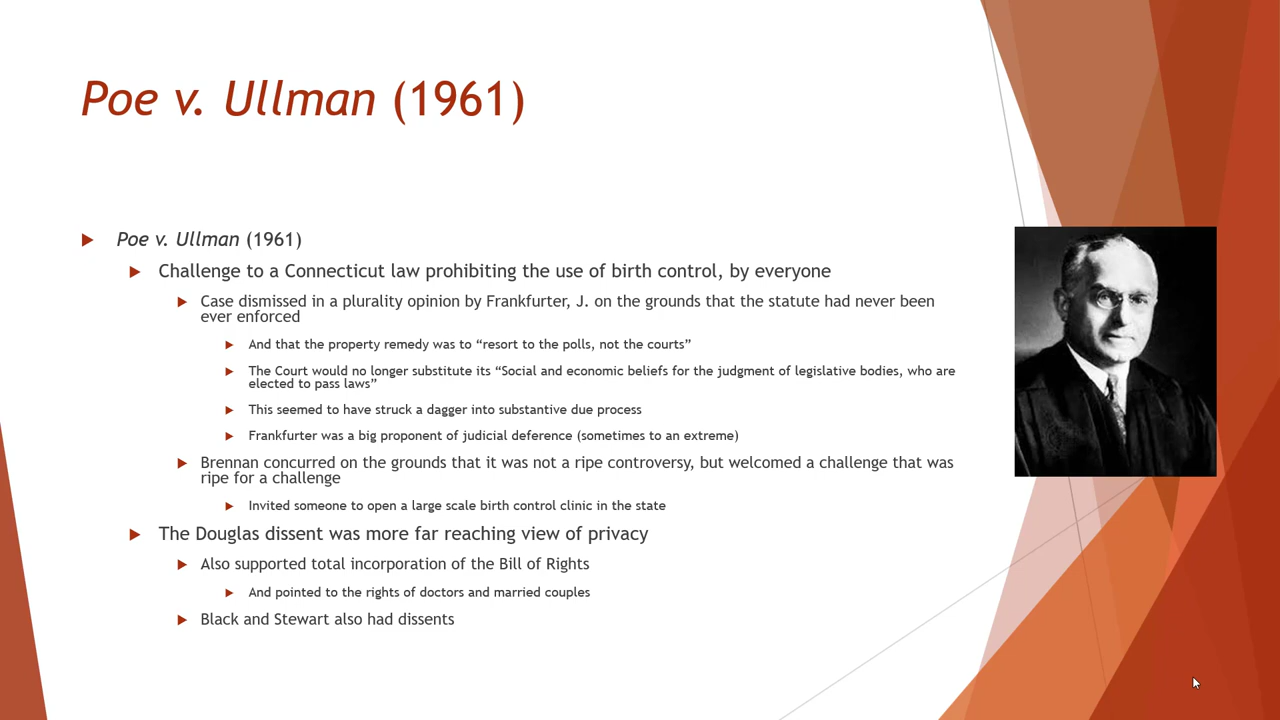 Poe v. Ullman (1961)
Poe v. Ullman (1961)
Challenge to a Connecticut law prohibiting the use of birth control, by everyone
Case dismissed in a plurality opinion by Frankfurter, J. on the grounds that the statute had never been
ever enforced
And that the property remedy was to “resort to the polls, not the courts”
The Court would no longer substitute its “Social and economic beliefs for the judgment of legislative bodies, who are
elected to pass laws”
This seemed to have struck a dagger into substantive due process
Frankfurter was a big proponent of judicial deference (sometimes to an extreme)
Brennan concurred on the grounds that it was not a ripe controversy, but welcomed a challenge that was
ripe for a challenge
Invited someone to open a large scale birth control clinic in the state
The Douglas dissent was more far reaching view of privacy
Also supported total incorporation of the Bill of Rights
And pointed to the rights of doctors and married couples
Black and Stewart also had dissents